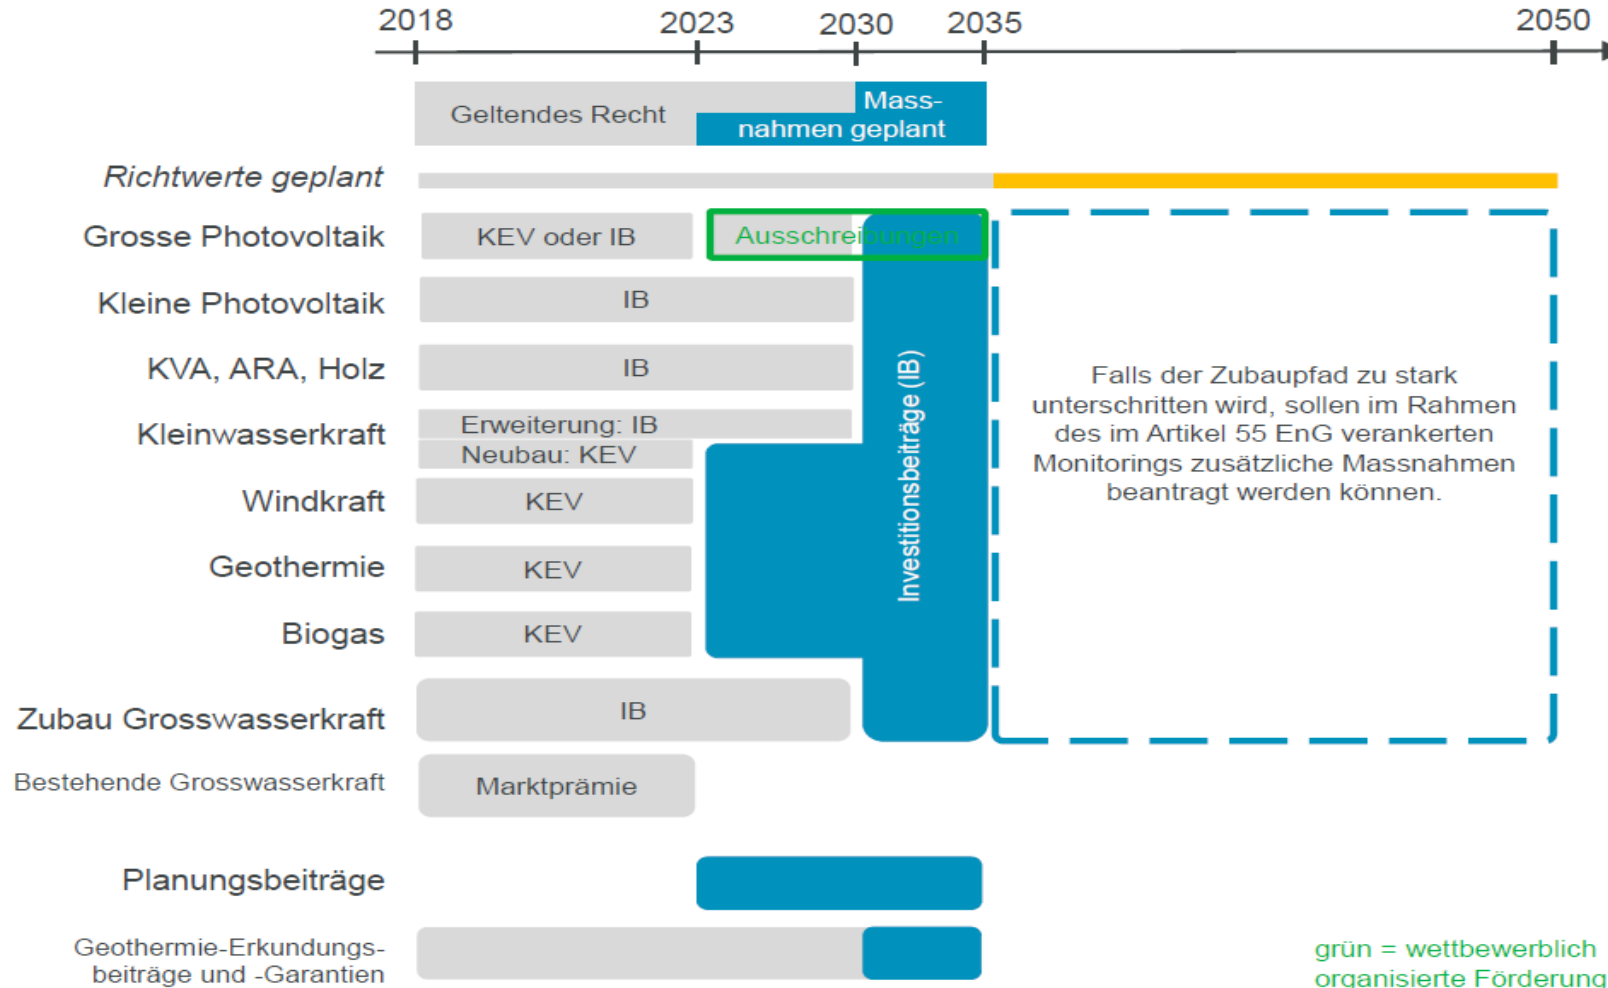 2018 2023 2030 2035 2050
Geltendes Recht
Mass-
nahmen geplant
Richtwerte geplant
Grosse Photovoltaik
KEV oder IB
Ausschreibungen
Kleine Photovoltaik
IB
KVA, ARA, Holz
IB
Kleinwasserkraft
Erweiterung: IB
Neubau: KEV
Windkraft
KEV
Geothermie
KEV
Biogas
KEV
Zubau Grosswasserkraft
IB
Bestehende Grosswasserkraft
Marktprämie
Planungsbeiträge
Geothermie-Erkundungs-
beiträge und -Garantien
Investitionsbeiträge (IB)
Falls der Zubaupfad zu stark
unterschritten wird, sollen im Rahmen
des im Artikel 55 EnG verankerten
Monitorings zusätzliche Massnahmen
beantragt werden können.
grün = wettbewerblich
organisierte Förderung